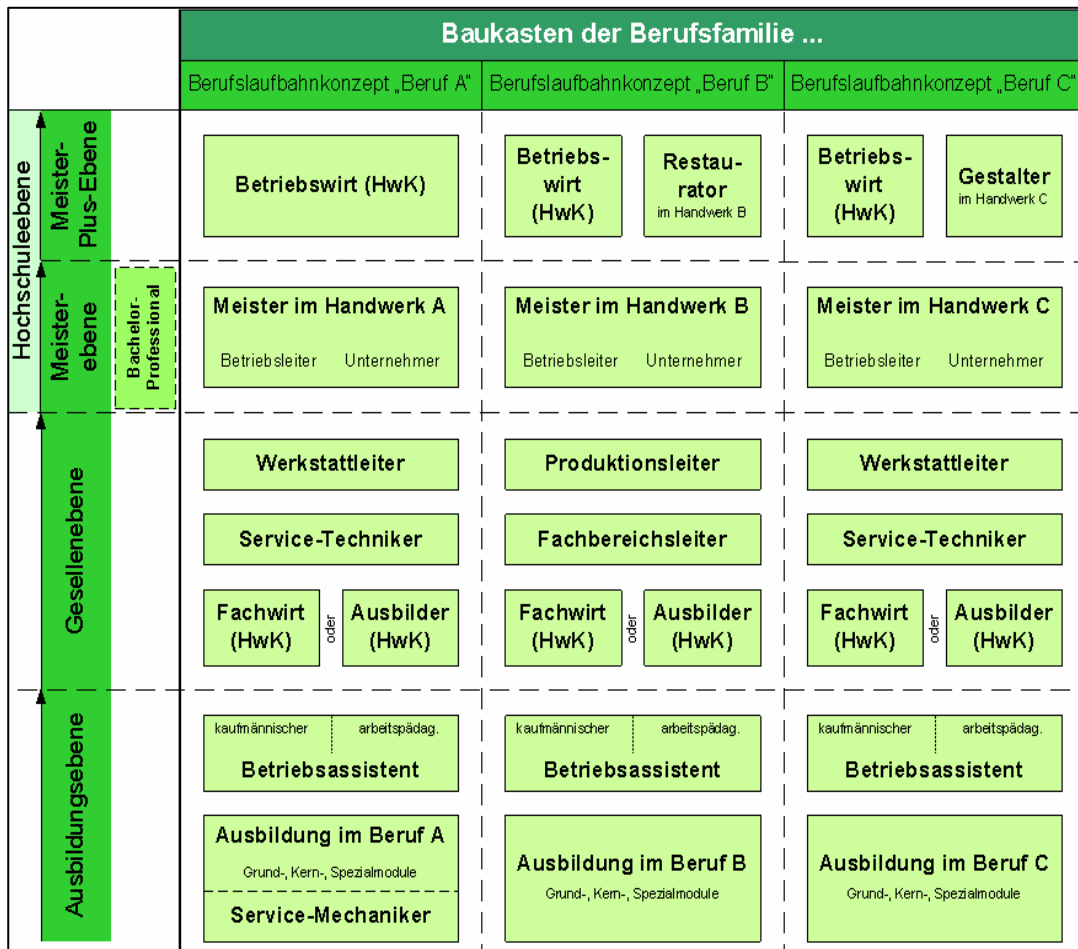 Baukasten der Berufsfamilie ...
Berufslaufbahnkonzept „Beruf A"
Berufslaufbahnkonzept „Beruf B"
Berufslaufbahnkonzept „Beruf C"
Hochschuleebene
Meister-
Plus-Ebene
Betriebswirt (HwK)
Betriebs-
wirt
(HwK)
Restau-
rator
im Handwerk B
Betriebs-
wirt
(HwK)
Gestalter
im Handwerk C
Meister-
ebene
Bachelor-
Professional
Meister im Handwerk A
Betriebsleiter Unternehmer
Meister im Handwerk B
Betriebsleiter Unternehmer
Meister im Handwerk C
Betriebsleiter Unternehmer
Gesellenebene
Werkstattleiter
Produktionsleiter
Werkstattleiter
Service-Techniker
Fachbereichsleiter
Service-Techniker
Fachwirt
(HwK)
oder
Ausbilder
(HwK)
Fachwirt
(HwK)
oder
Ausbilder
(HwK)
Fachwirt
(HwK)
oder
Ausbilder
(HwK)
Ausbildungsebene
kaufmännischer arbeitspädag.
Betriebsassistent
kaufmännischer arbeitspädag.
Betriebsassistent
kaufmännischer arbeitspädag.
Betriebsassistent
Ausbildung im Beruf A
Grund-, Kern-, Spezialmodule
Service-Mechaniker
Ausbildung im Beruf B
Grund-, Kern-, Spezialmodule
Ausbildung im Beruf C
Grund-, Kern-, Spezialmodule